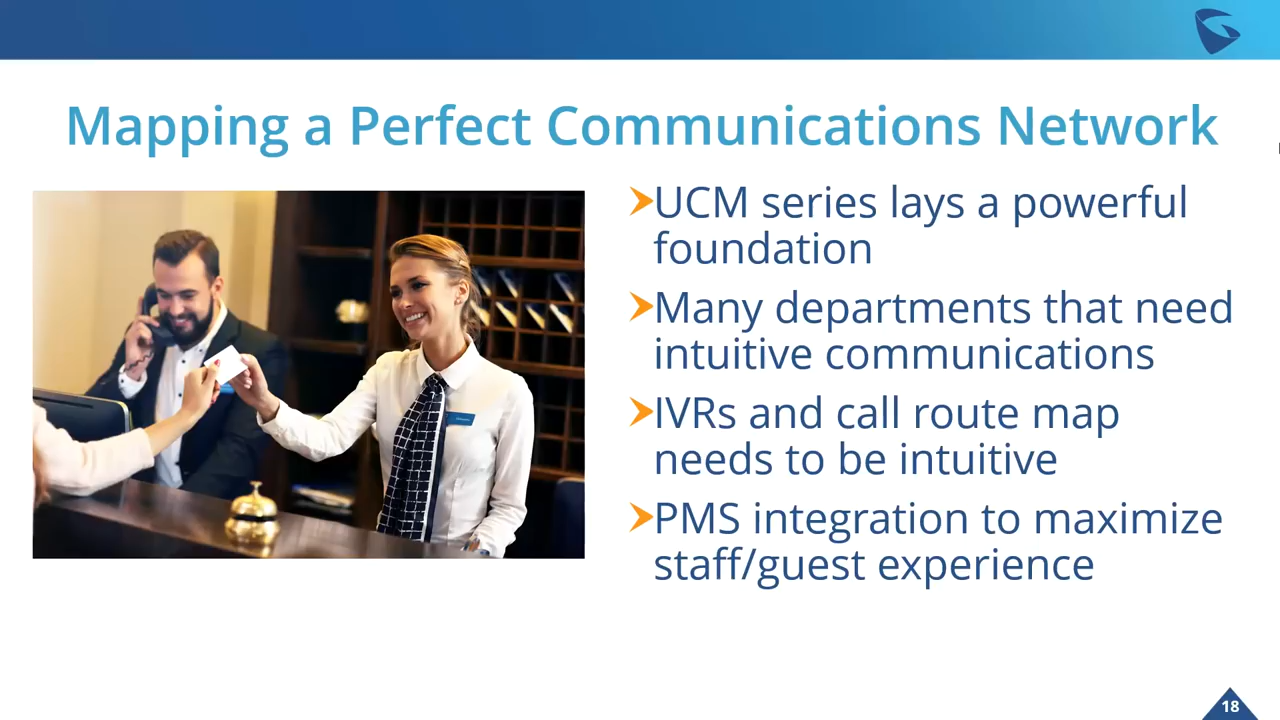 Mapping a Perfect Communications Network
UCM series lays a powerful
foundation
Many departments that need
intuitive communications
IVRs and call route map
needs to be intuitive
PMS integration to maximize
staff/guest experience
18